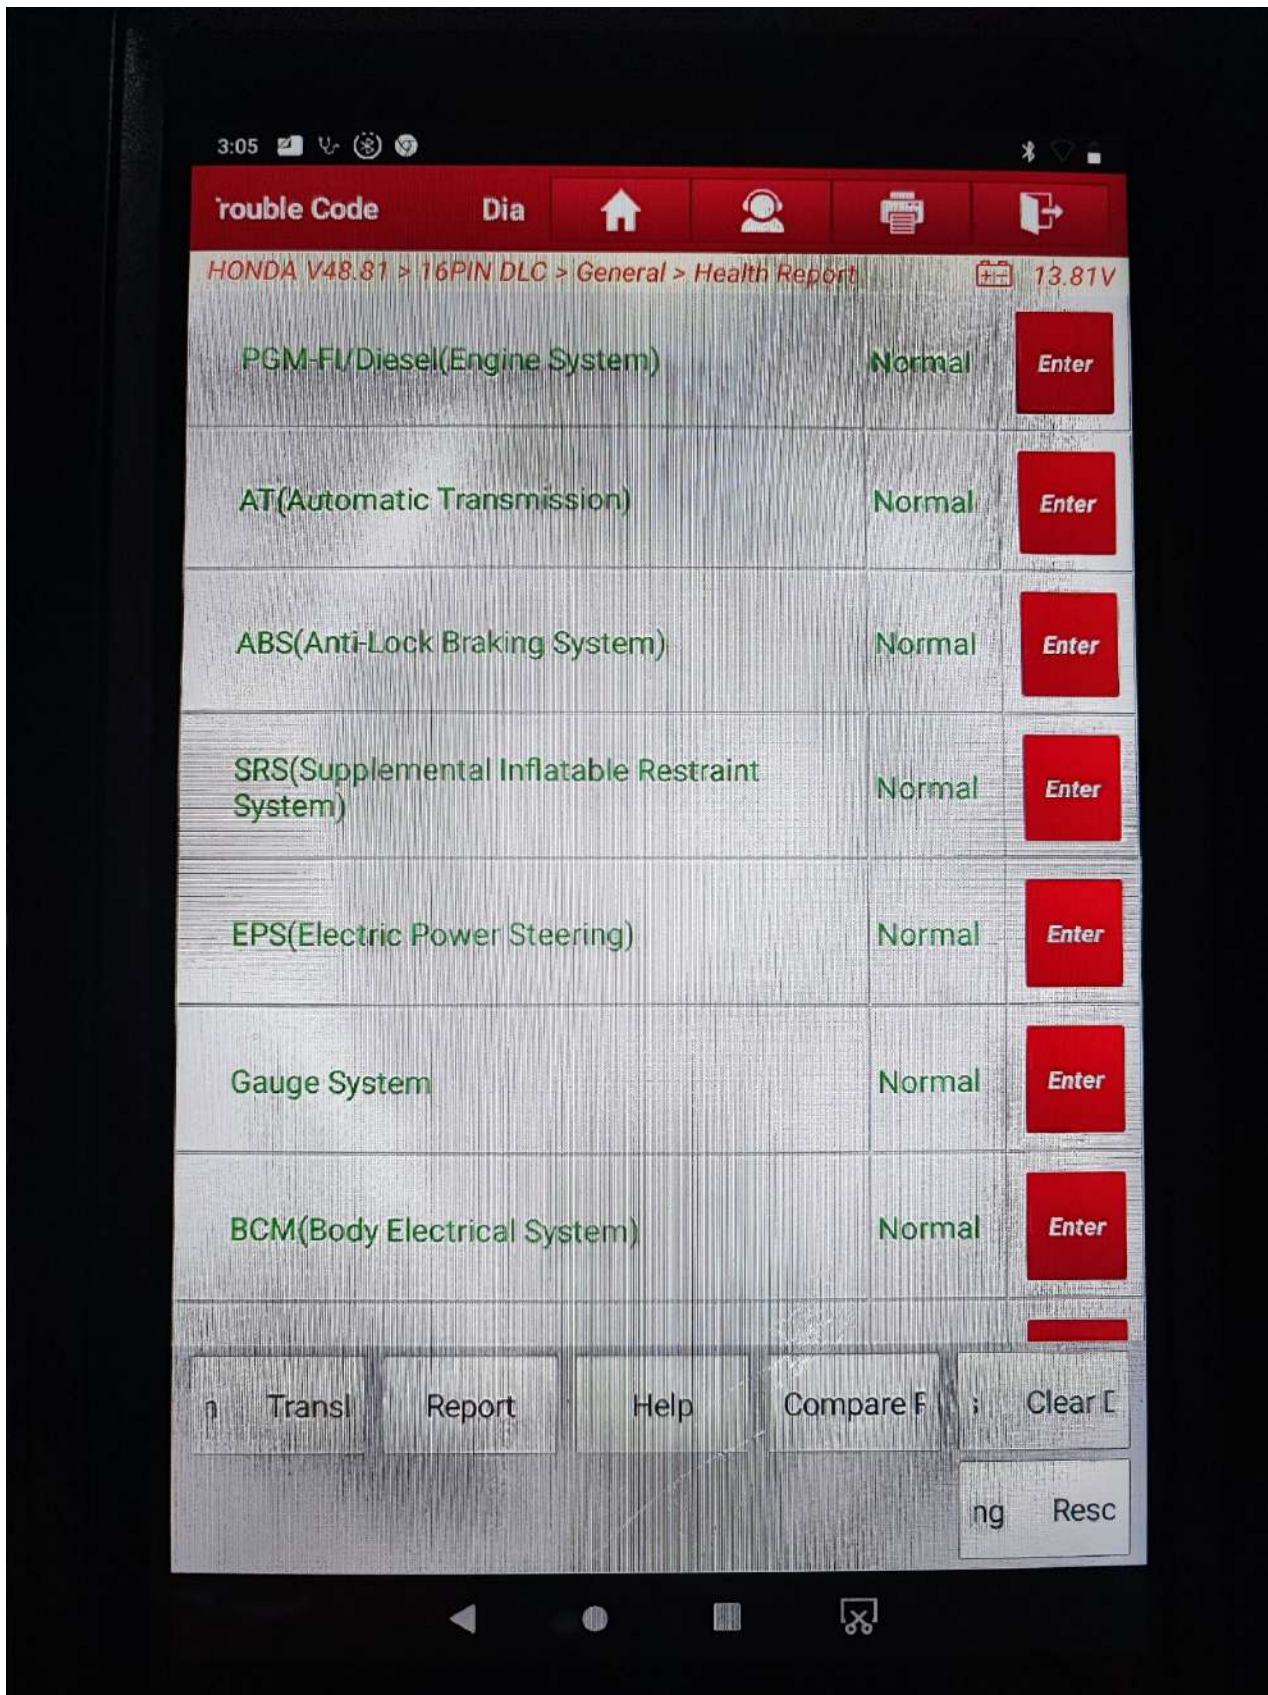 3:05
rouble Code Dia
HONDA V48.81 > 16PIN DLC > General > Health Report 13.81V
PGM-FI/Diesel(Engine System) Normal Enter
AT(Automatic Transmission) Normal Enter
ABS(Anti-Lock Braking System) Normal Enter
SRS(Supplemental Inflatable Restraint
System) Normal Enter
EPS(Electric Power Steering) Normal Enter
Gauge System Normal Enter
BCM(Body Electrical System) Normal Enter
Transl Report Help Compare Clear
ng Resc